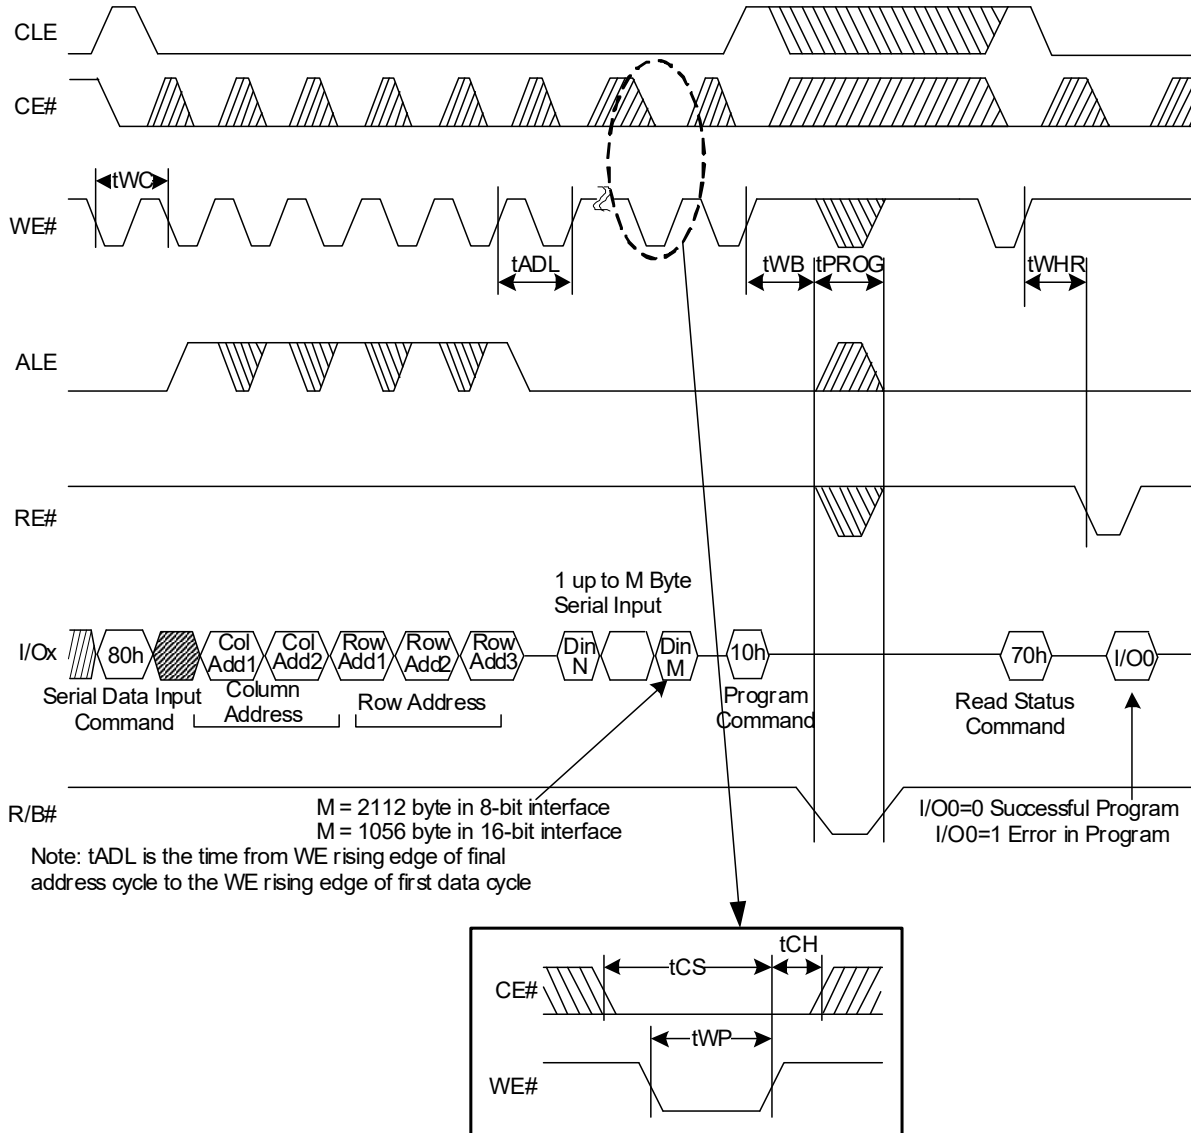 CLE
CE#
tWC
WE#
tADL
tWB
tPROG
tWHR
ALE
RE#
1 up to M Byte
Serial Input
I/Ox
80h
Col
Add1
Col
Add2
Row
Add1
Row
Add2
Row
Add3
Din
N
Din
M
10h
70h
I/O0
Serial Data Input
Command
Column
Address
Row Address
Program
Command
Read Status
Command
R/B#
M = 2112 byte in 8-bit interface
M = 1056 byte in 16-bit interface
I/O0=0 Successful Program
I/O0=1 Error in Program
Note: tADL is the time from WE rising edge of final
address cycle to the WE rising edge of first data cycle
tCH
tCS
CE#
tWP
WE#